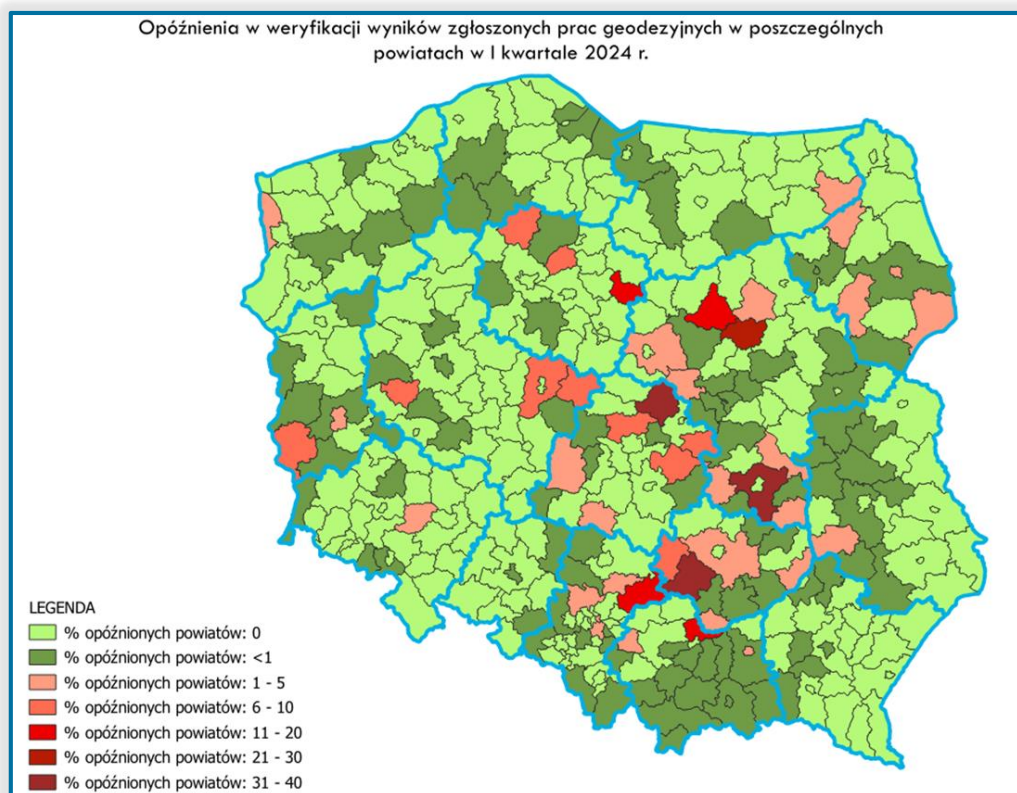 Opóźnienia w weryfikacji wyników zgłoszonych prac geodezyjnych w poszczególnych
powiatach w I kwartale 2024 r.
LEGENDA
% opóźnionych powiatów: 0
% opóźnionych powiatów: <1
% opóźnionych powiatów: 1 - 5
% opóźnionych powiatów: 6 - 10
% opóźnionych powiatów: 11 - 20
% opóźnionych powiatów: 21 - 30
% opóźnionych powiatów: 31 - 40